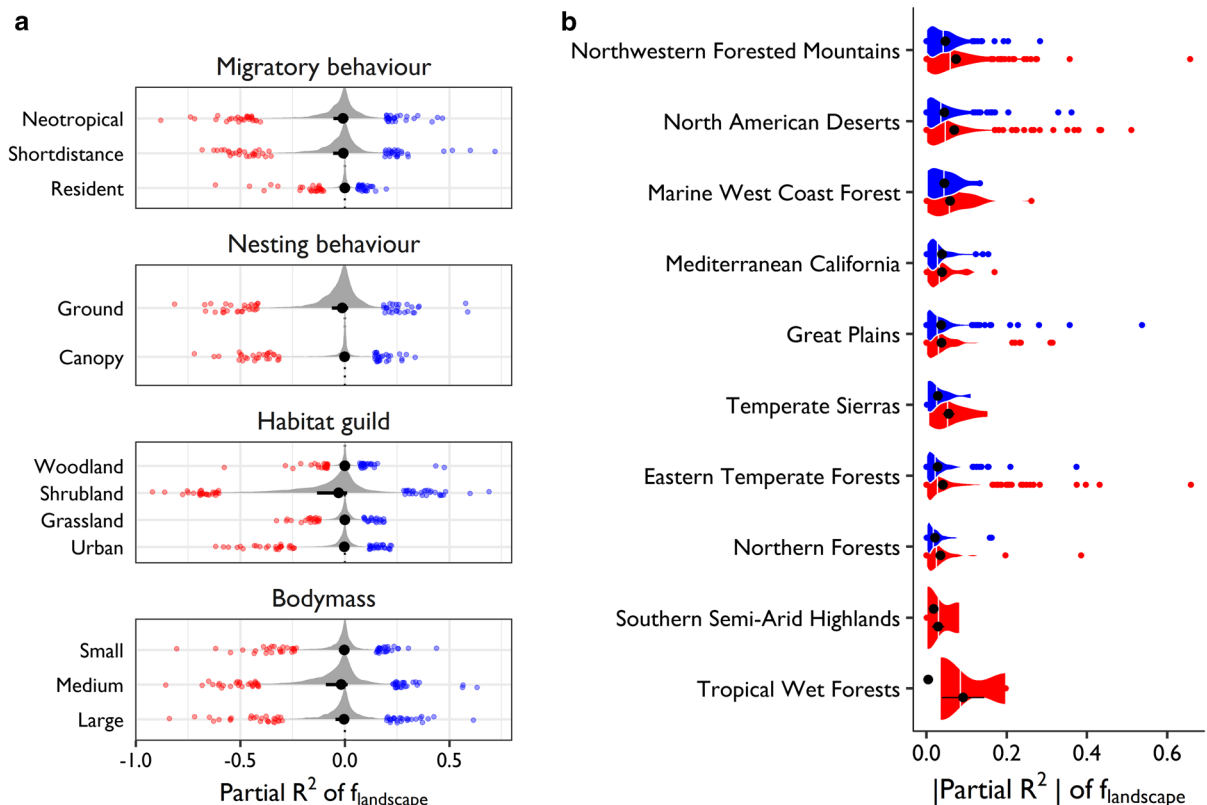 a
Migratory behaviour
Neotropical
Shortdistance
Resident
Nesting behaviour
Ground
Canopy
Habitat guild
Woodland
Shrubland
Grassland
Urban
Bodymass
Small
Medium
Large
-1.0 -0.5 0.0 0.5
Partial R² of f_landscape
b
Northwestern Forested Mountains
North American Deserts
Marine West Coast Forest
Mediterranean California
Great Plains
Temperate Sierras
Eastern Temperate Forests
Northern Forests
Southern Semi-Arid Highlands
Tropical Wet Forests
0.0 0.2 0.4 0.6
|Partial R² | of f_landscape